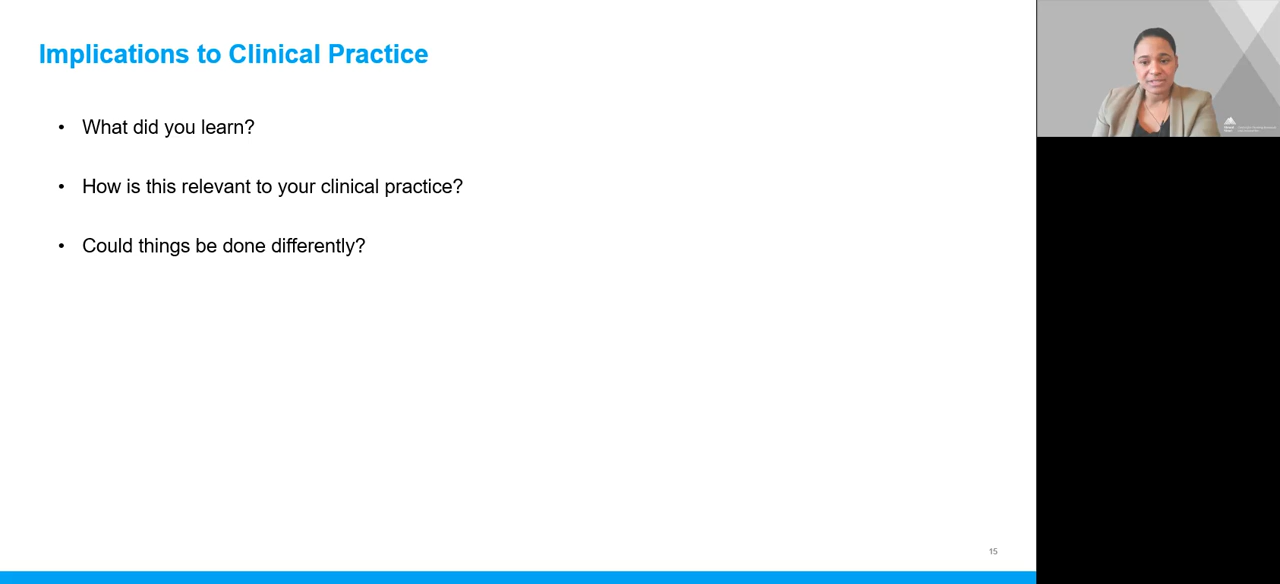 Implications to Clinical Practice
• What did you learn?
• How is this relevant to your clinical practice?
• Could things be done differently?
15